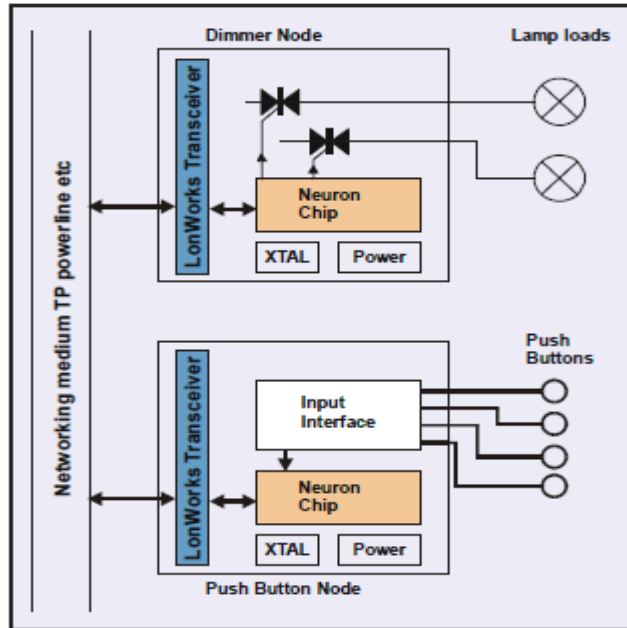 Dimmer Node
Lamp loads
Networking medium TP powerline etc
LonWorks Transceiver
Neuron
Chip
XTAL
Power
Push
Buttons
LonWorks Transceiver
Input
Interface
Neuron
Chip
XTAL
Power
Push Button Node